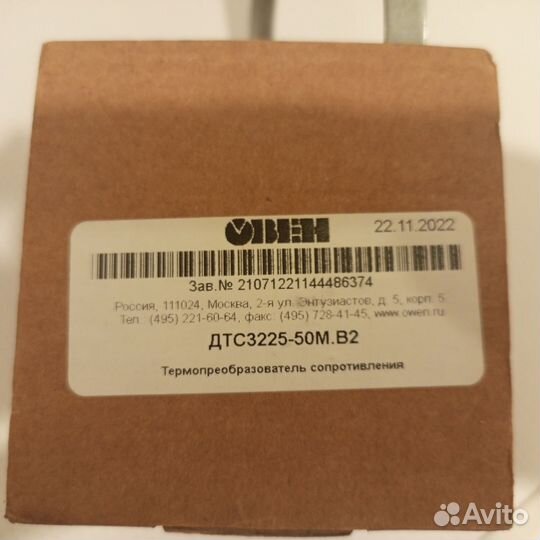 ОВЕН 22.11.2022
Зав.№ 21071221144486374
Россия, 111024, Москва, 2-я ул. Энтузиастов, д. 5, корп. 5
Тел.: (495) 221-60-64, факс: (495) 728-41-45, www.owen.ru
ДТС3225-50М.В2
Термопреобразователь сопротивления
Avito